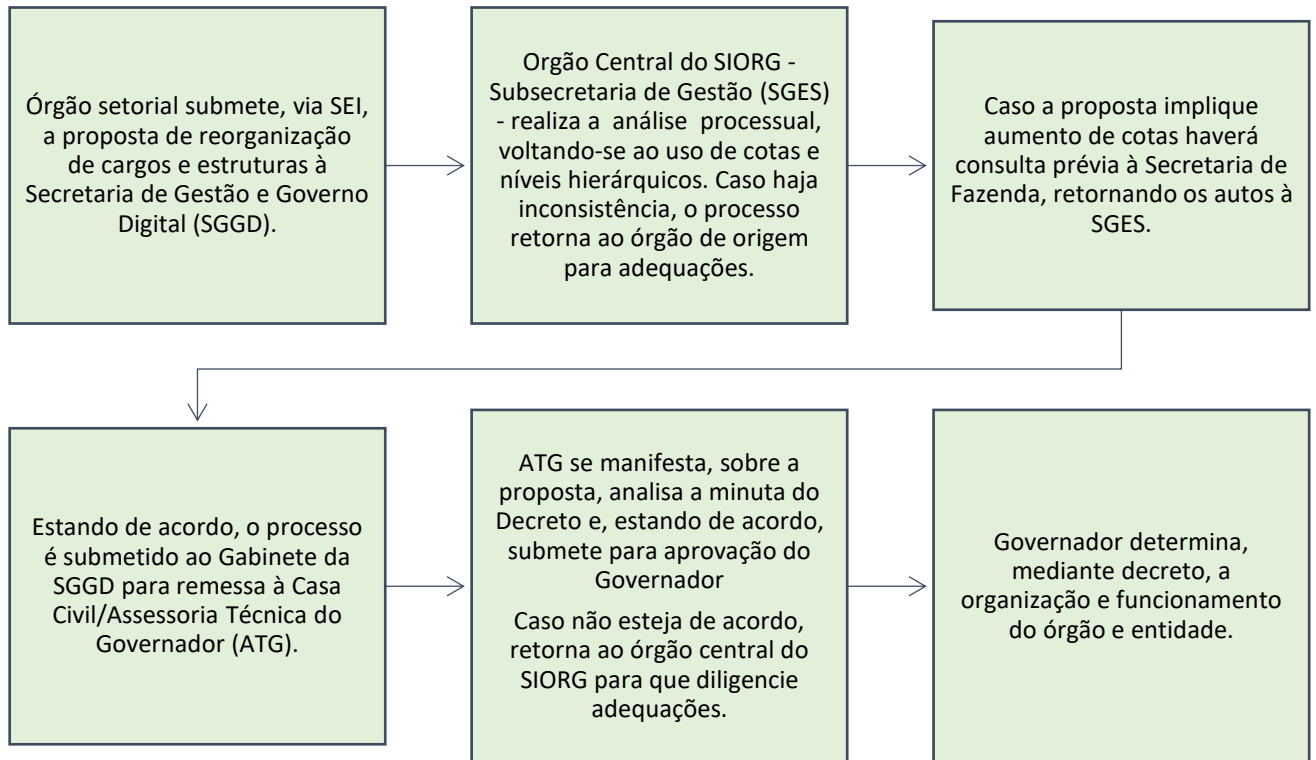 Órgão setorial submete, via SEI,
a proposta de reorganização
de cargos e estruturas à
Secretaria de Gestão e Governo
Digital (SGGD).
Orgão Central do SIORG -
Subsecretaria de Gestão (SGES)
- realiza a análise processual,
voltando-se ao uso de cotas e
níveis hierárquicos. Caso haja
inconsistência, o processo
retorna ao órgão de origem
para adequações.
Caso a proposta implique
aumento de cotas haverá
consulta prévia à Secretaria de
Fazenda, retornando os autos à
SGES.
Estando de acordo, o processo
é submetido ao Gabinete da
SGGD para remessa à Casa
Civil/Assessoria Técnica do
Governador (ATG).
ATG se manifesta, sobre a
proposta, analisa a minuta do
Decreto e, estando de acordo,
submete para aprovação do
Governador
Caso não esteja de acordo,
retorna ao órgão central do
SIORG para que diligencie
adequações.
Governador determina,
mediante decreto, a
organização e funcionamento
do órgão e entidade.